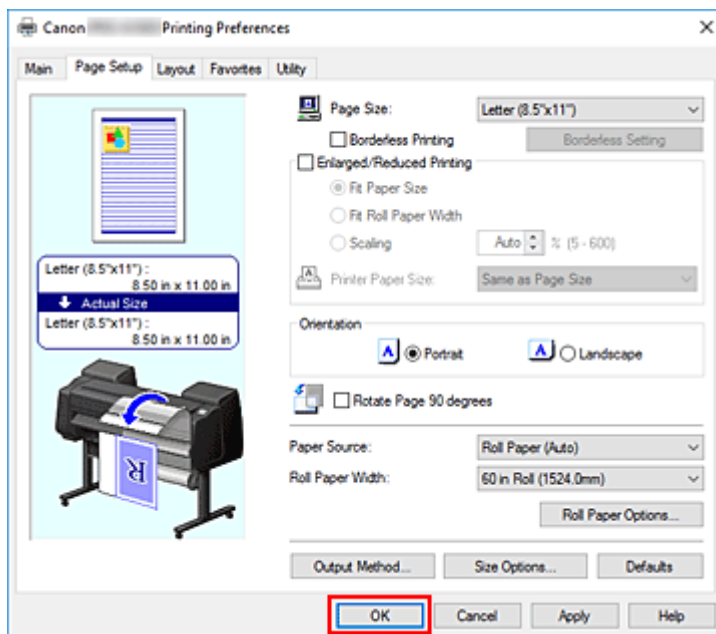 Canon Printing Preferences
Main Page Setup Layout Favorites Utility
Page Size: Letter (8.5"x11")
Borderless Printing Borderless Setting
Enlarged/Reduced Printing
Fit Paper Size
Fit Roll Paper Width
Scaling Auto % (5 - 600)
Printer Paper Size: Same as Page Size
Letter (8.5"x11") :
8.50 in x 11.00 in
Actual Size
Letter (8.5"x11") :
8.50 in x 11.00 in
Orientation
A Portrait A Landscape
Rotate Page 90 degrees
Paper Source: Roll Paper (Auto)
Roll Paper Width: 60 in Roll (1524.0mm)
Roll Paper Options...
R
Output Method... Size Options... Defaults
OK Cancel Apply Help